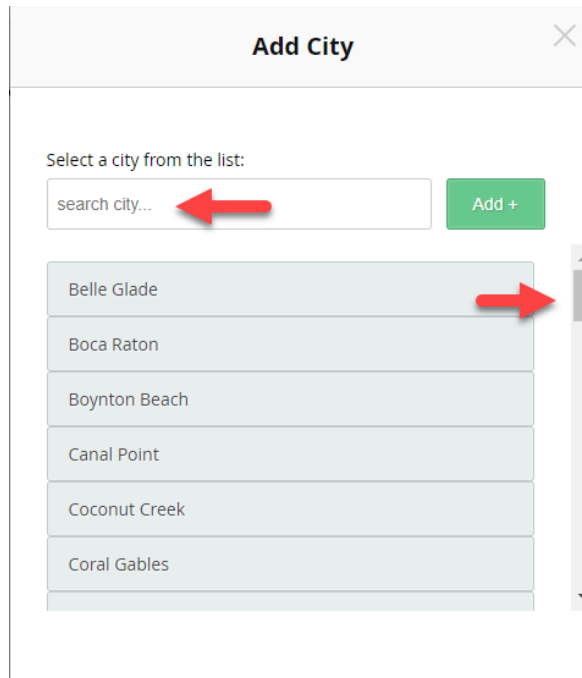 Add City
Select a city from the list:
search city...
Add +
Belle Glade
Boca Raton
Boynton Beach
Canal Point
Coconut Creek
Coral Gables